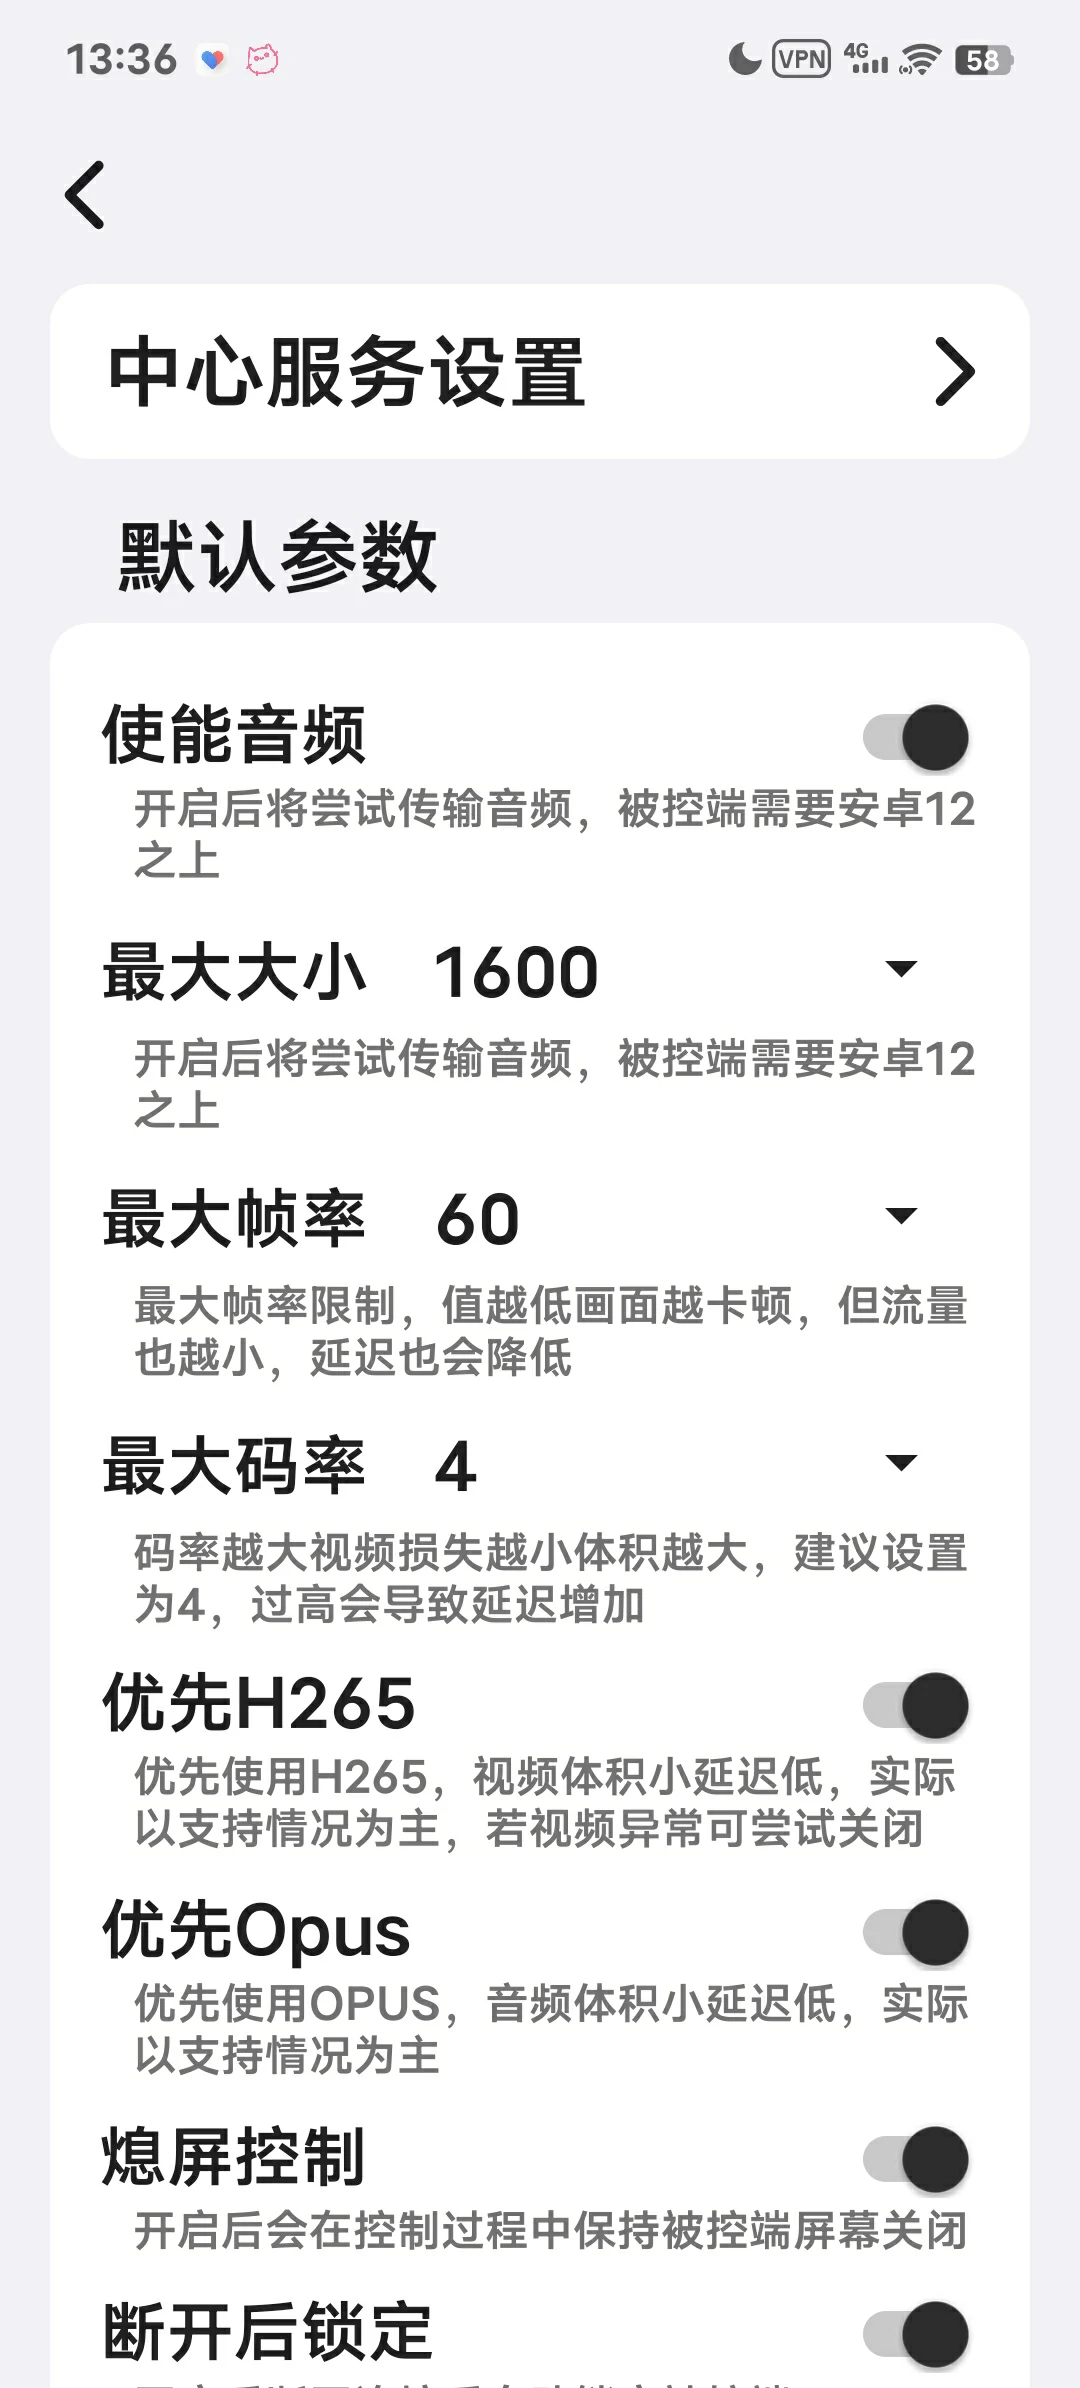 13:36
VPN
4G
58
中心服务设置
默认参数
使能音频
开启后将尝试传输音频，被控端需要安卓12
之上
最大大小 1600
开启后将尝试传输音频，被控端需要安卓12
之上
最大帧率 60
最大帧率限制，值越低画面越卡顿，但流量
也越小，延迟也会降低
最大码率 4
码率越大视频损失越小体积越大，建议设置
为4，过高会导致延迟增加
优先H265
优先使用H265，视频体积小延迟低，实际
以支持情况为主，若视频异常可尝试关闭
优先Opus
优先使用OPUS，音频体积小延迟低，实际
以支持情况为主
熄屏控制
开启后会在控制过程中保持被控端屏幕关闭
断开后锁定